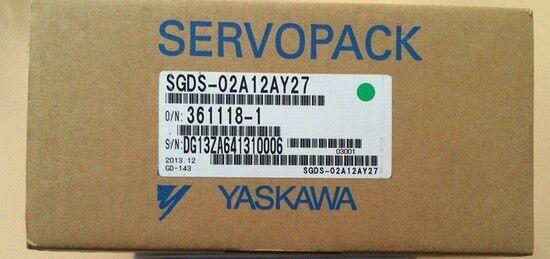 SERVOPACK
SGDS-02A12AY27
O/N: 361118-1
S/N: DG13ZA641310006
03001
2013.12
GD-143
SGDS-02A12AY27
YASKAWA